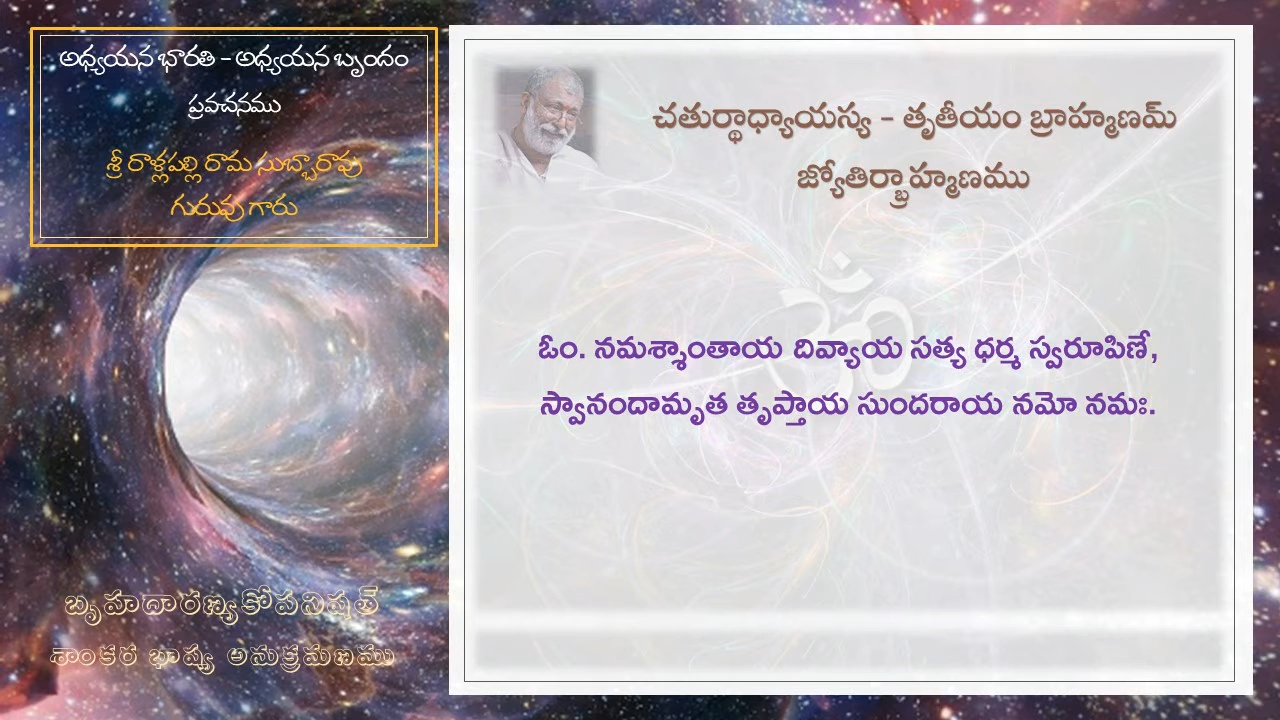 అధ్యయన భారతి – అధ్యయన బృందం
ప్రవచనము
శ్రీ రాళ్లపల్లి రామ సుబ్బారావు
గురువు గారు
బృహదారణ్యకోపనిషత్
శాంకర భాష్య అనుక్రమణము
చతుర్థాధ్యాయస్య – తృతీయం బ్రాహ్మణమ్
జ్యోతిర్బ్రాహ్మణము
ఓం. నమశ్శాంతాయ దివ్యాయ సత్య ధర్మ స్వరూపిణే,
స్వానందామృత తృప్తాయ సుందరాయ నమో నమః.